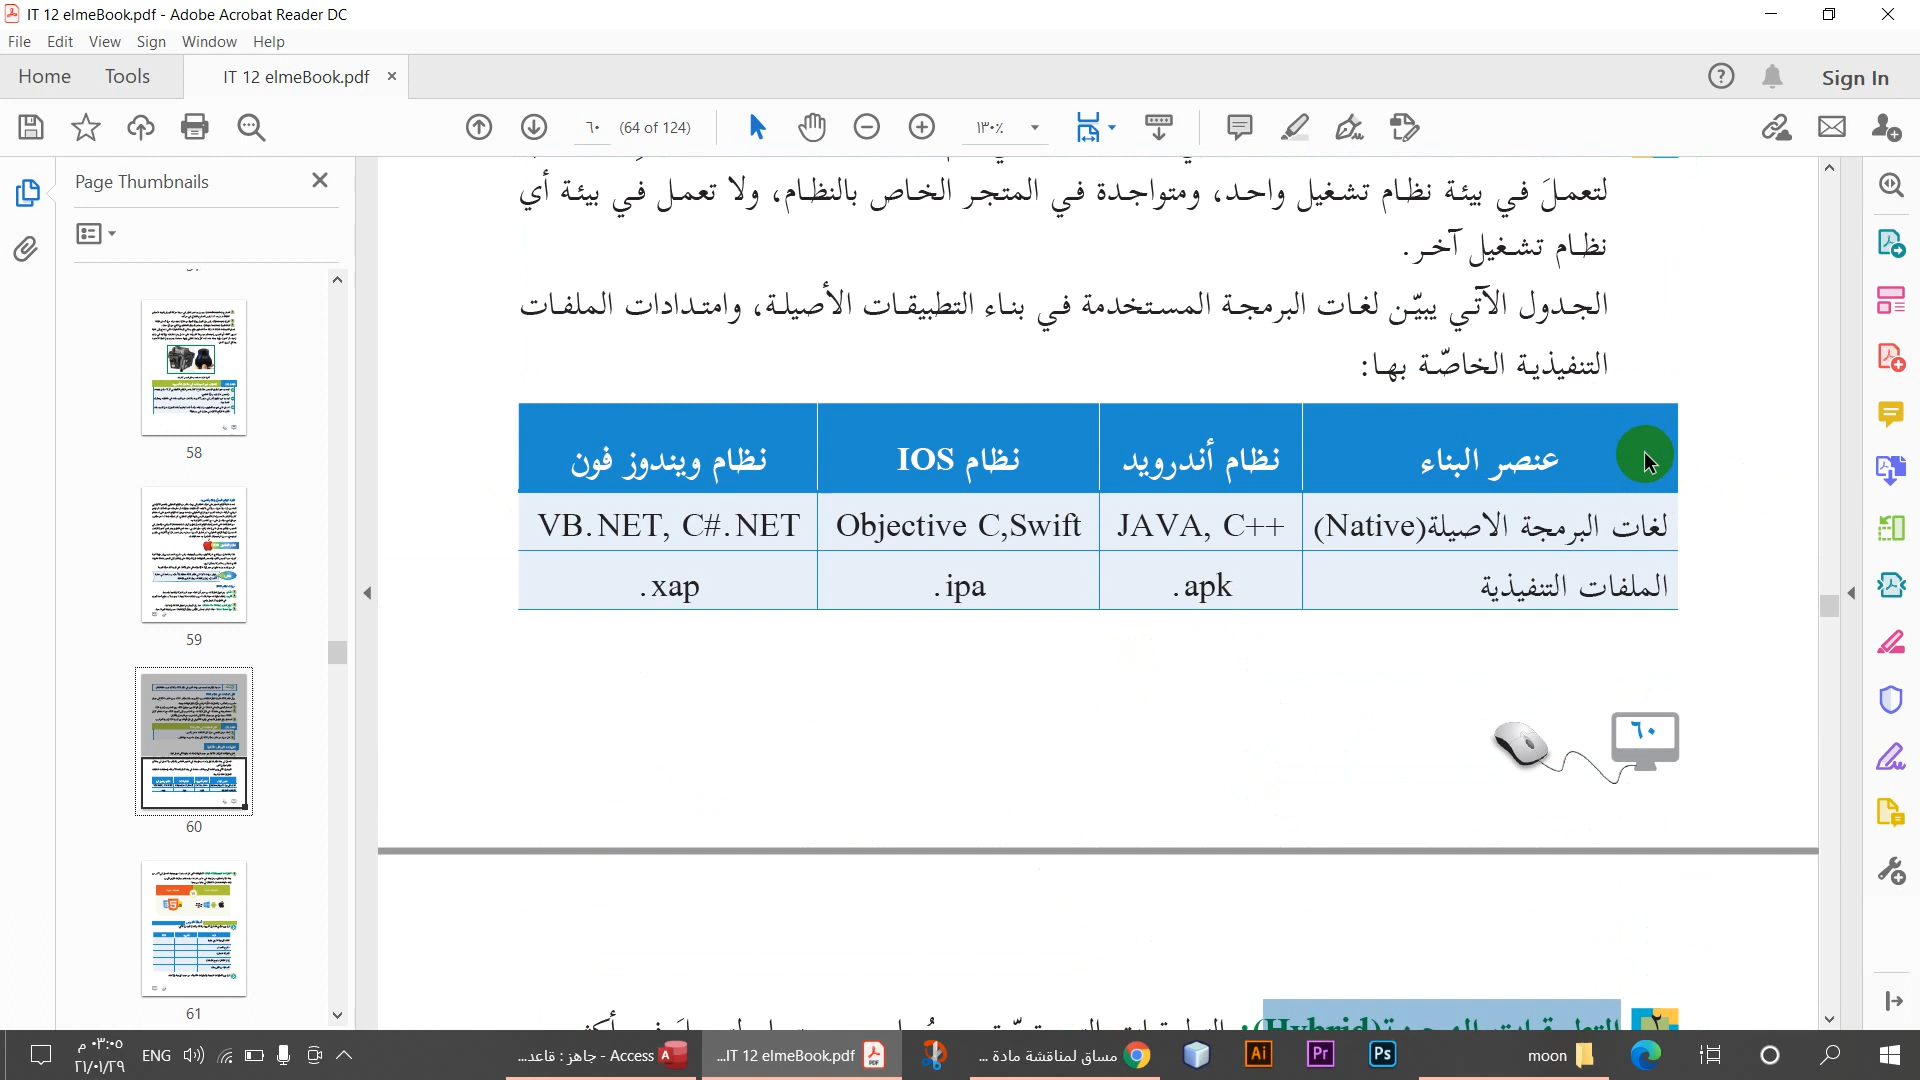 IT 12 elmeBook.pdf - Adobe Acrobat Reader DC
File Edit View Sign Window Help
Home Tools IT 12 elmeBook.pdf Sign In
٦٠ (64 of 124) ١٣٠٪
Page Thumbnails
58
59
60
61
لتعملَ في بيئة نظام تشغيل واحد، ومتواجدة في المتجر الخاص بالنظام، ولا تعمل في بيئة أي
نظام تشغيل آخر.
الجدول الآتي يبيّن لغات البرمجة المستخدمة في بناء التطبيقات الأصيلة، وامتدادات الملفات
التنفيذية الخاصّة بها:
عنصر البناء نظام أندرويد نظام IOS نظام ويندوز فون
لغات البرمجة الاصيلة(Native) JAVA, C++ Objective C,Swift VB.NET, C#.NET
الملفات التنفيذية .apk .ipa .xap
٦٠
٢
(Hybrid):
٠٣:٠٥ م
٢١/٠١/٢٩
ENG
Access - جاهز : قاعد...
...IT 12 elmeBook.pdf
مساق لمناقشة مادة ...
Ai
Pr
Ps
moon